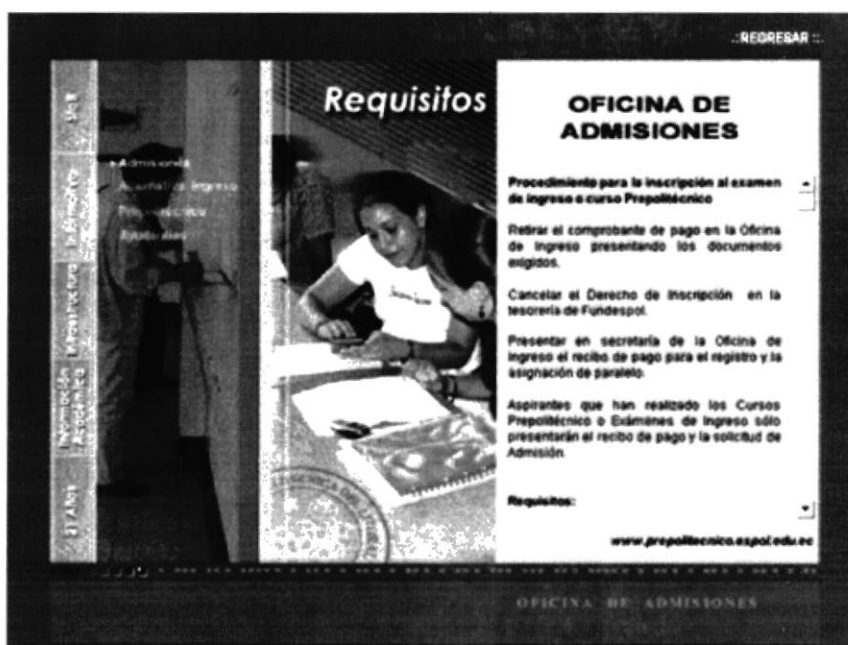 .::REGRESAR ::.
Requisitos
OFICINA DE
ADMISIONES
Admisiones
Procedimiento para la inscripción al examen
de ingreso o curso Prepolitécnico
Retirar el comprobante de pago en la Oficina
de Ingreso presentando los documentos
exigidos.
Cancelar el Derecho de Inscripción en la
tesorería de Fundespol.
Presentar en secretaría de la Oficina de
Ingreso el recibo de pago para el registro y la
asignación de paralelo.
Aspirantes que han realizado los Cursos
Prepolitécnico o Exámenes de Ingreso sólo
presentarán el recibo de pago y la solicitud de
Admisión.
Requisitos:
www.prepolitecnico.espol.edu.ec
Infraestructura
Información
Académica
Años
OFICINA DE ADMISIONES